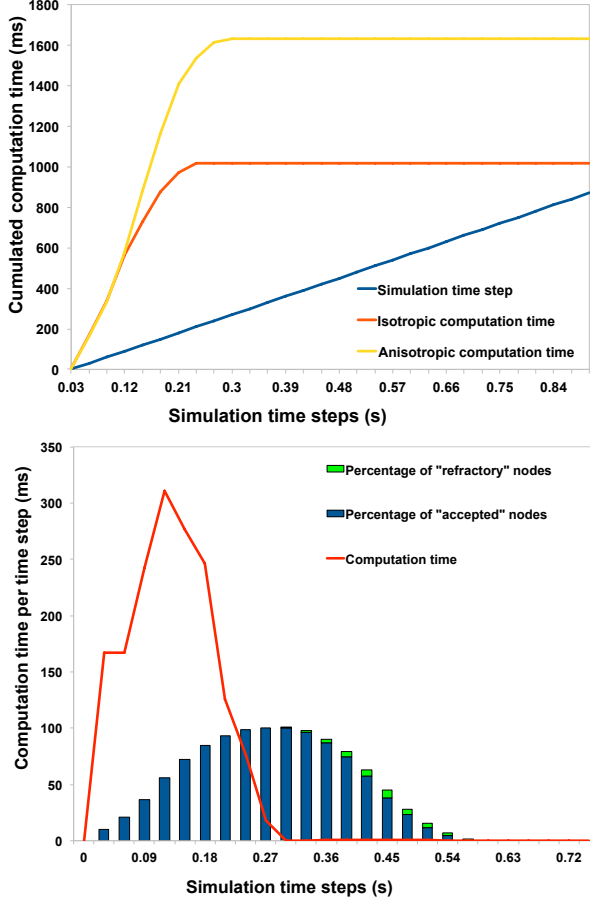 1800
1600
1400
1200
1000
800
600
400
200
0
Cumulated computation time (ms)
Simulation time step
Isotropic computation time
Anisotropic computation time
0.03 0.12 0.21 0.3 0.39 0.48 0.57 0.66 0.75 0.84
Simulation time steps (s)
350
300
250
200
150
100
50
0
Computation time per time step (ms)
Percentage of "refractory" nodes
Percentage of "accepted" nodes
Computation time
0 0.09 0.18 0.27 0.36 0.45 0.54 0.63 0.72
Simulation time steps (s)